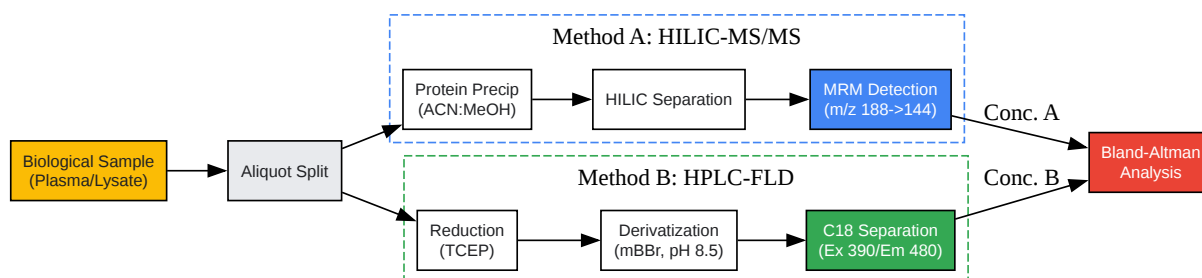 Method A: HILIC-MS/MS
Protein Precip
(ACN:MeOH)
HILIC Separation
MRM Detection
(m/z 188->144)
Conc. A
Biological Sample
(Plasma/Lysate)
Aliquot Split
Bland-Altman
Analysis
Method B: HPLC-FLD
Conc. B
Reduction
(TCEP)
Derivatization
(mBBr, pH 8.5)
C18 Separation
(Ex 390/Em 480)